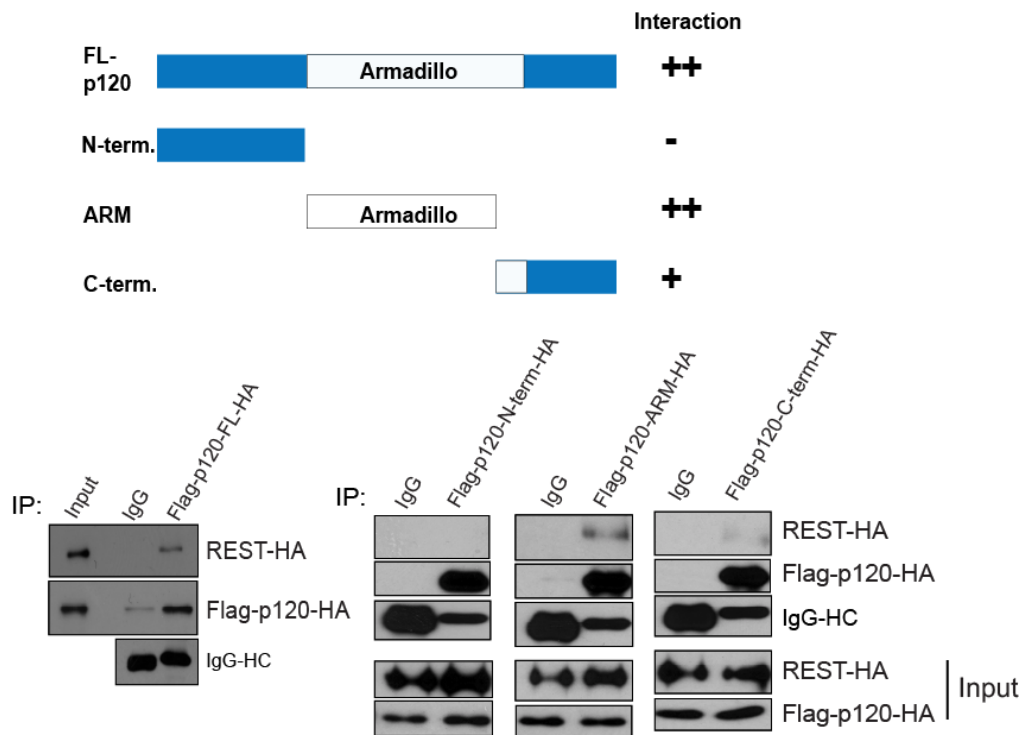 Interaction
FL-
p120
Armadillo
++
N-term.
-
ARM
Armadillo
++
C-term.
+
IP:
Input
IgG
Flag-p120-FL-HA
REST-HA
Flag-p120-HA
IgG-HC
IP:
IgG
Flag-p120-N-term-HA
IgG
Flag-p120-ARM-HA
IgG
Flag-p120-C-term-HA
REST-HA
Flag-p120-HA
IgG-HC
REST-HA
Flag-p120-HA
Input